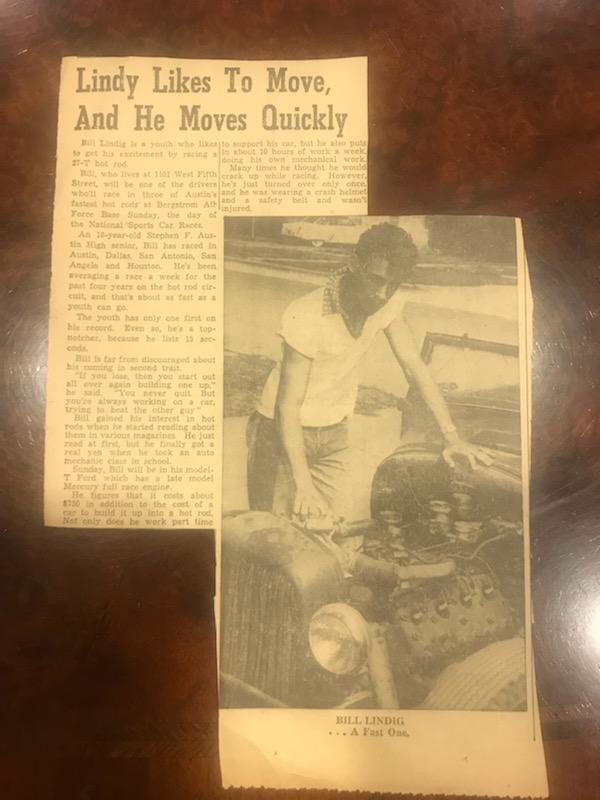 Lindy Likes To Move,
And He Moves Quickly
Bill Lindig is a youth who likes
to get his excitement by racing a
27-T hot rod.
Bill, who lives at 1101 West Fifth
Street, will be one of the drivers
who'll race in three of Austin's
fastest hot rods at Bergstrom Air
Force Base Sunday, the day of
the National Sports Car Races.
An 18-year-old Stephen F. Aus-
tin High senior, Bill has raced in
Austin, Dallas, San Antonio, San
Angelo and Houston. He's been
averaging a race a week for the
past four years on the hot rod cir-
cuit, and that's about as fast as a
youth can go.
The youth has only one first on
his record. Even so, he's a top-
notcher, because he lists 15 sec-
onds.
Bill is far from discouraged about
his coming in second trait.
"If you lose, then you start out
all over again building one up,"
he said. "You never quit. But
you're always working on a car,
trying to beat the other guy"
Bill gained his interest in hot
rods when he started reading about
them in various magazines. He just
read at first, but he finally got a
real yen when he took an auto
mechanic class in school.
Sunday, Bill will be in his model-
T Ford which has a late model
Mercury full race engine.
He figures that it costs about
$750 in addition to the cost of a
car to build it up into a hot rod.
Not only does he work part time
to support his car, but he also puts
in about 10 hours of work a week,
doing his own mechanical work.
Many times he thought he would
crack up while racing. However,
he's just turned over only once,
and he was wearing a crash helmet
and a safety belt and wasn't
injured.
BILL LINDIG
... A Fast One.